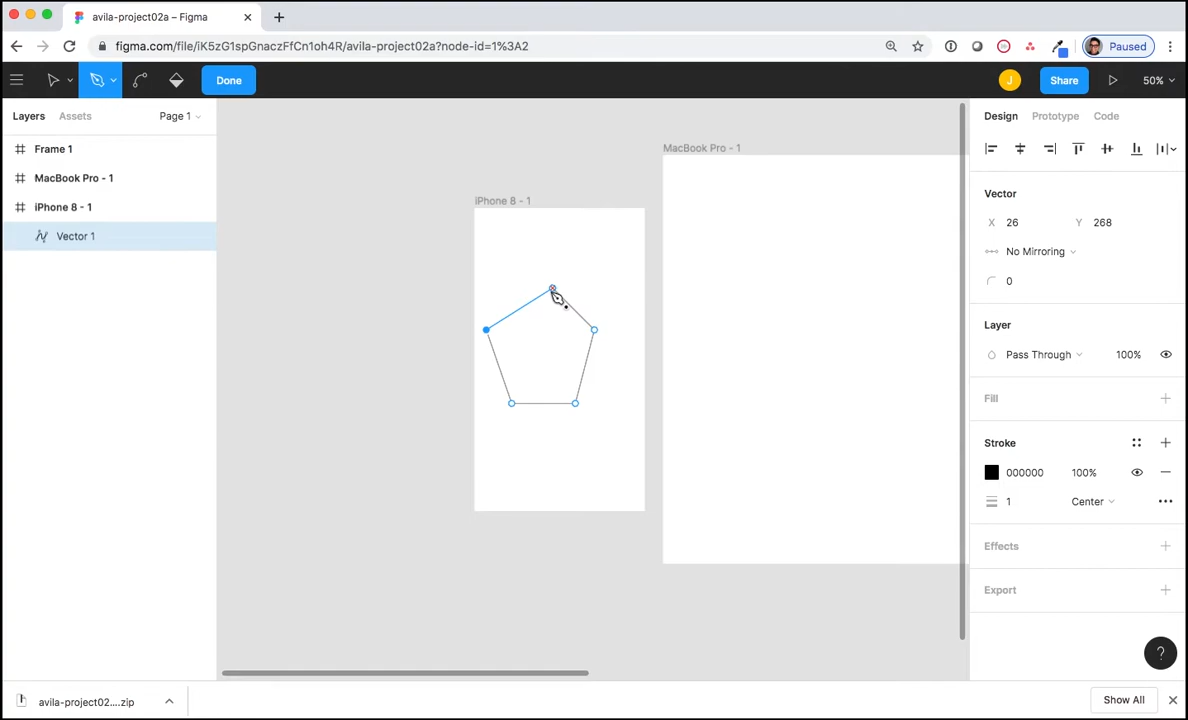 avila-project02a – Figma
figma.com/file/iK5zG1spGnaczFfCn1oh4R/avila-project02a?node-id=1%3A2
Paused
Done
J
Share
50%
Layers
Assets
Page 1
Frame 1
MacBook Pro - 1
iPhone 8 - 1
Vector 1
MacBook Pro - 1
iPhone 8 - 1
Design
Prototype
Code
Vector
X 26 Y 268
No Mirroring
0
Layer
Pass Through 100%
Fill
Stroke
000000 100%
1 Center
Effects
Export
?
avila-project02....zip
Show All